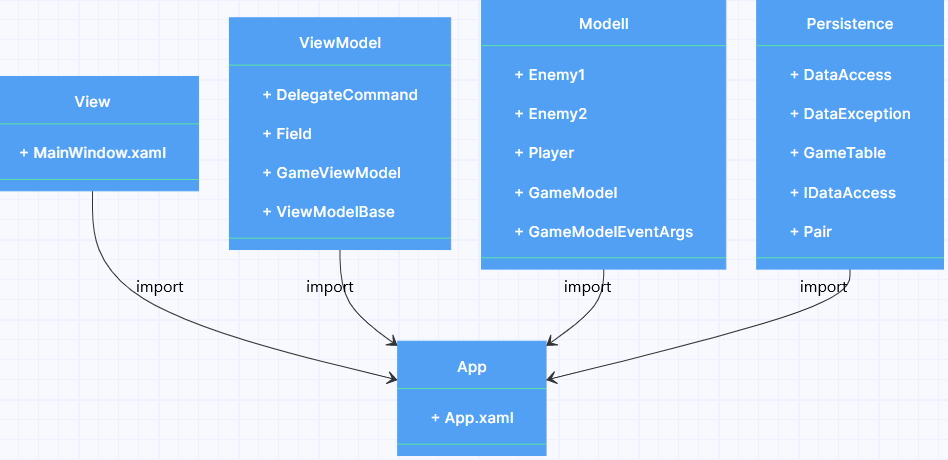 View
+ MainWindow.xaml
ViewModel
+ DelegateCommand
+ Field
+ GameViewModel
+ ViewModelBase
Modell
+ Enemy1
+ Enemy2
+ Player
+ GameModel
+ GameModelEventArgs
Persistence
+ DataAccess
+ DataException
+ GameTable
+ IDataAccess
+ Pair
import
import
import
import
App
+ App.xaml